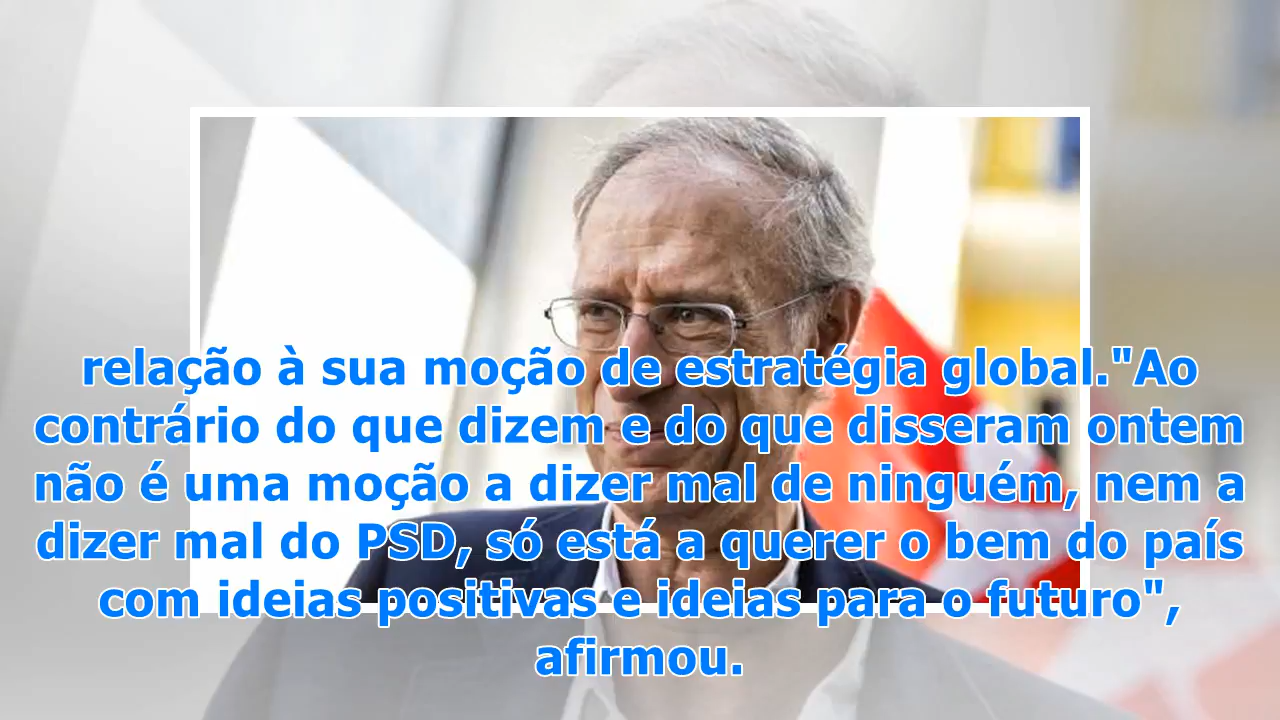 relação à sua moção de estratégia global."Ao
contrário do que dizem e do que disseram ontem
não é uma moção a dizer mal de ninguém, nem a
dizer mal do PSD, só está a querer o bem do país
com ideias positivas e ideias para o futuro",
afirmou.